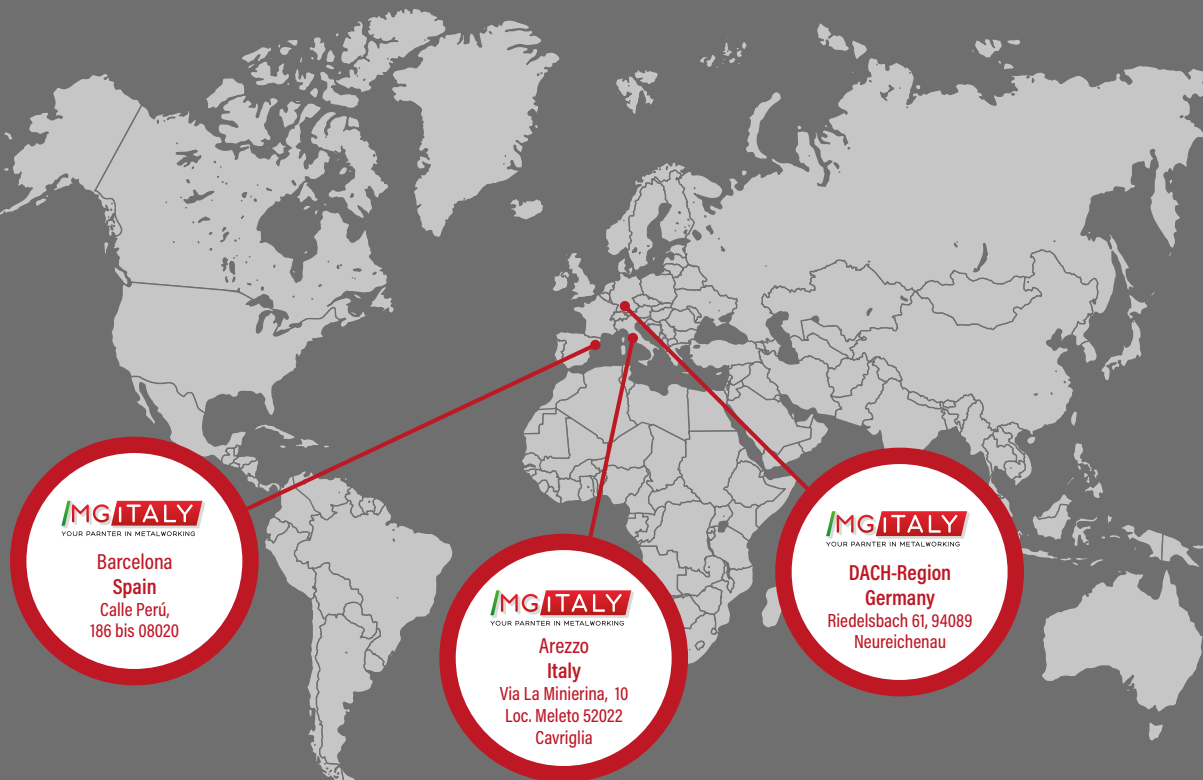 MGITALY
YOUR PARNTER IN METALWORKING
Barcelona
Spain
Calle Perú,
186 bis 08020
MGITALY
YOUR PARNTER IN METALWORKING
Arezzo
Italy
Via La Minierina, 10
Loc. Meleto 52022
Cavriglia
MGITALY
YOUR PARNTER IN METALWORKING
DACH-Region
Germany
Riedelsbach 61, 94089
Neureichenau